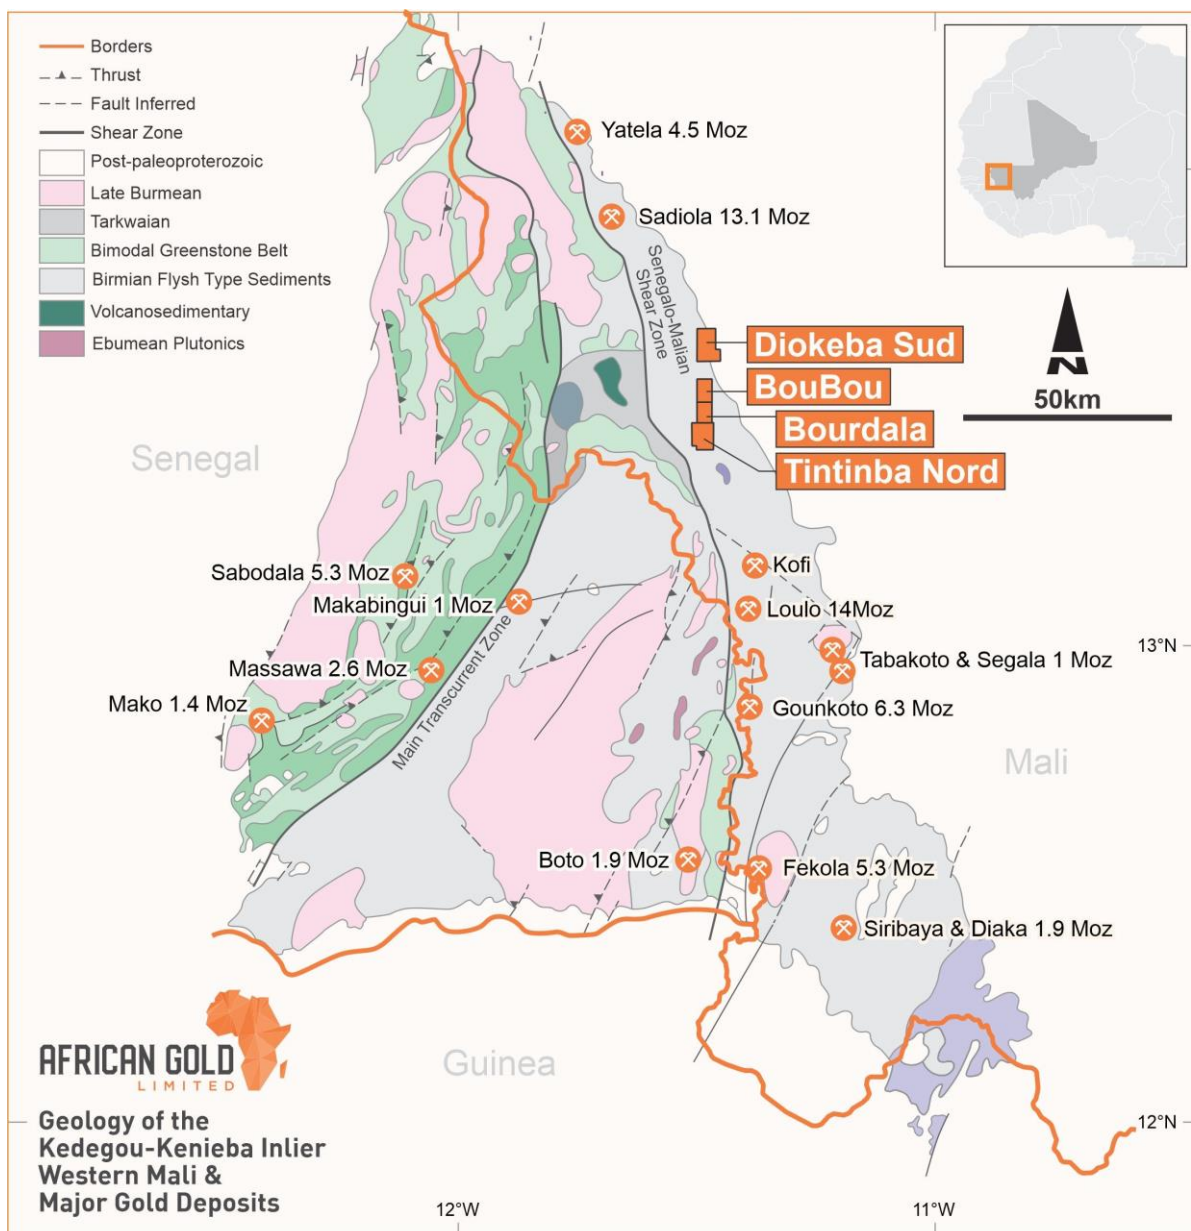 Borders
Thrust
Fault Inferred
Shear Zone
Post-paleoproterozoic
Late Burmean
Tarkwaian
Bimodal Greenstone Belt
Birmian Flysh Type Sediments
Volcanosedimentary
Ebumean Plutonics
Yatela 4.5 Moz
Sadiola 13.1 Moz
Senegalo-Malian
Shear Zone
Diokeba Sud
BouBou
Bourdala
Tintinba Nord
N
50km
Senegal
Sabodala 5.3 Moz
Makabingui 1 Moz
Massawa 2.6 Moz
Mako 1.4 Moz
Main Transcurrent Zone
Kofi
Loulo 14Moz
Tabakoto & Segala 1 Moz
Gounkoto 6.3 Moz
13°N
Mali
Boto 1.9 Moz
Fekola 5.3 Moz
Siribaya & Diaka 1.9 Moz
Guinea
12°N
AFRICAN GOLD
LIMITED
Geology of the
Kedegou-Kenieba Inlier
Western Mali &
Major Gold Deposits
12°W
11°W